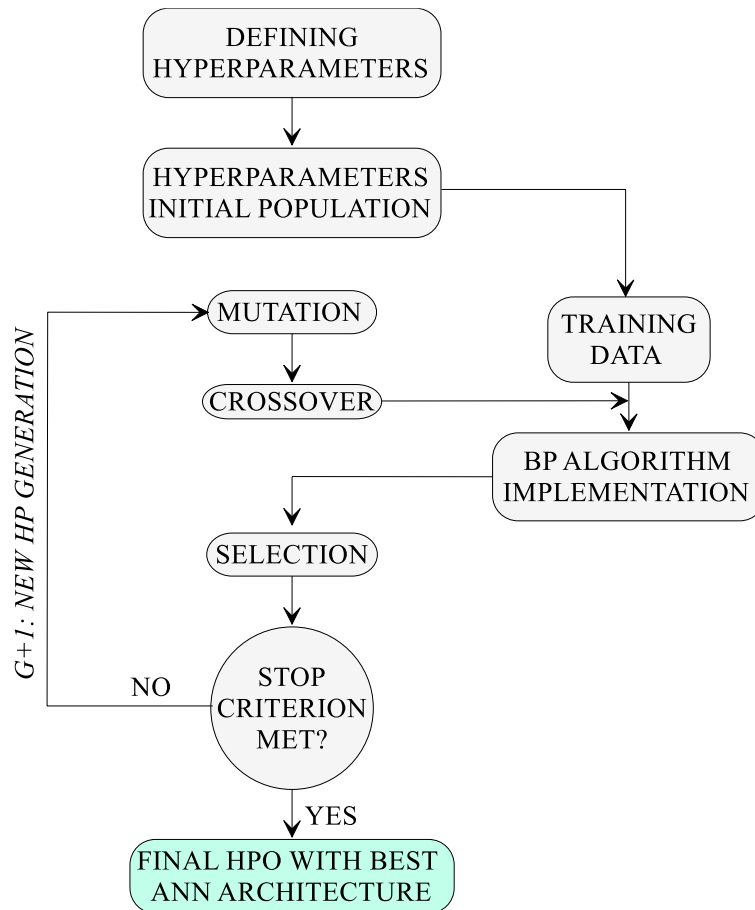 DEFINING
HYPERPARAMETERS
HYPERPARAMETERS
INITIAL POPULATION
MUTATION
TRAINING
DATA
CROSSOVER
BP ALGORITHM
IMPLEMENTATION
G+1: NEW HP GENERATION
SELECTION
NO
STOP
CRITERION
MET?
YES
FINAL HPO WITH BEST
ANN ARCHITECTURE